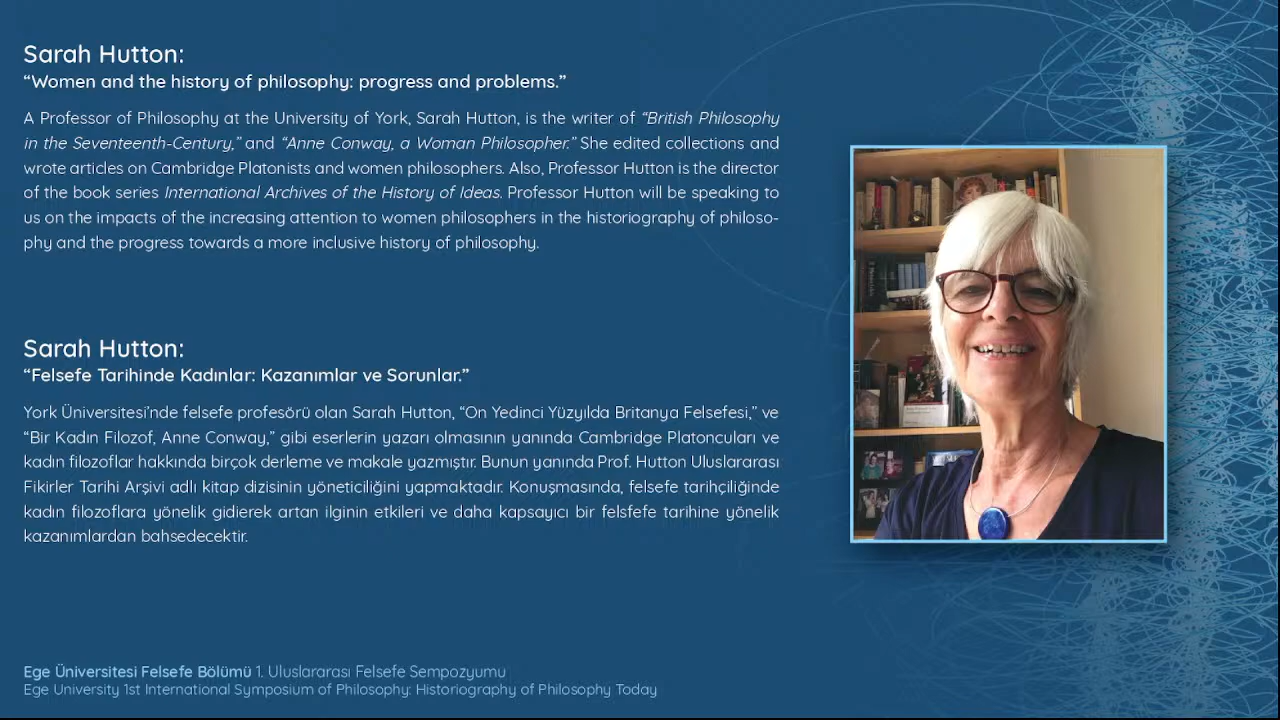 Sarah Hutton:
“Women and the history of philosophy: progress and problems.”
A Professor of Philosophy at the University of York, Sarah Hutton, is the writer of “British Philosophy
in the Seventeenth-Century,” and “Anne Conway, a Woman Philosopher.” She edited collections and
wrote articles on Cambridge Platonists and women philosophers. Also, Professor Hutton is the director
of the book series International Archives of the History of Ideas. Professor Hutton will be speaking to
us on the impacts of the increasing attention to women philosophers in the historiography of philoso-
phy and the progress towards a more inclusive history of philosophy.
Sarah Hutton:
“Felsefe Tarihinde Kadınlar: Kazanımlar ve Sorunlar.”
York Üniversitesi’nde felsefe profesörü olan Sarah Hutton, “On Yedinci Yüzyılda Britanya Felsefesi,” ve
“Bir Kadın Filozof, Anne Conway,” gibi eserlerin yazarı olmasının yanında Cambridge Platoncuları ve
kadın filozoflar hakkında birçok derleme ve makale yazmıştır. Bunun yanında Prof. Hutton Uluslararası
Fikirler Tarihi Arşivi adlı kitap dizisinin yöneticiliğini yapmaktadır. Konuşmasında, felsefe tarihçiliğinde
kadın filozoflara yönelik gidierek artan ilginin etkileri ve daha kapsayıcı bir felsfefe tarihine yönelik
kazanımlardan bahsedecektir.
Ege Üniversitesi Felsefe Bölümü 1. Uluslararası Felsefe Sempozyumu
Ege University 1st International Symposium of Philosophy: Historiography of Philosophy Today